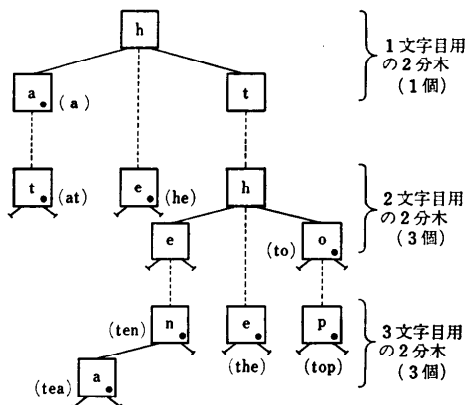 h
1文字目用
の2分木
(1個)
a (a) t
t (at) e (he) h
2文字目用
の2分木
(3個)
e (to) o
(ten) n e p
3文字目用
の2分木
(3個)
(the) (top)
(tea) a